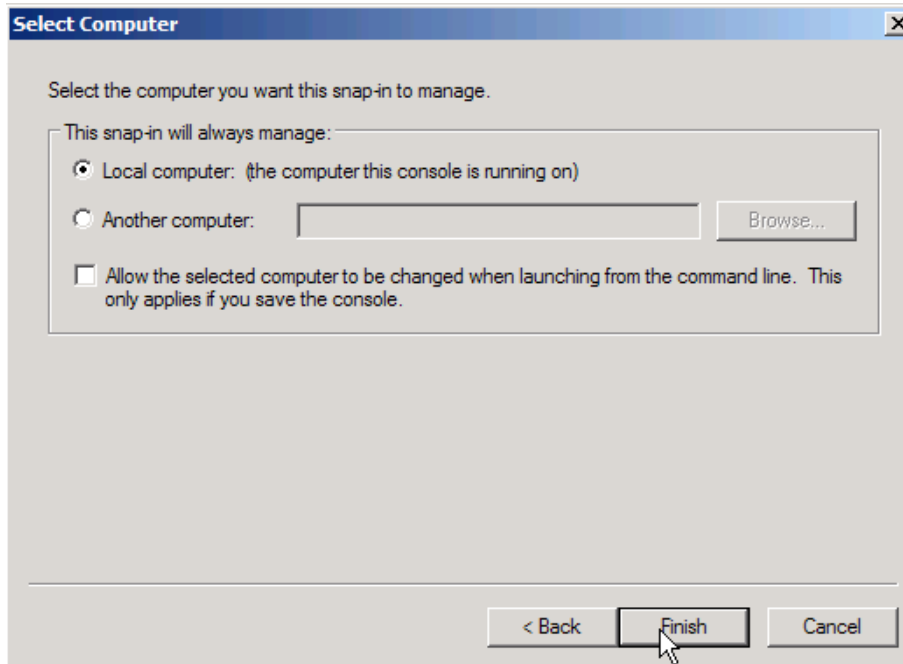 Select Computer
Select the computer you want this snap-in to manage.
This snap-in will always manage:
Local computer: (the computer this console is running on)
Another computer:
Browse...
Allow the selected computer to be changed when launching from the command line. This
only applies if you save the console.
< Back
Finish
Cancel